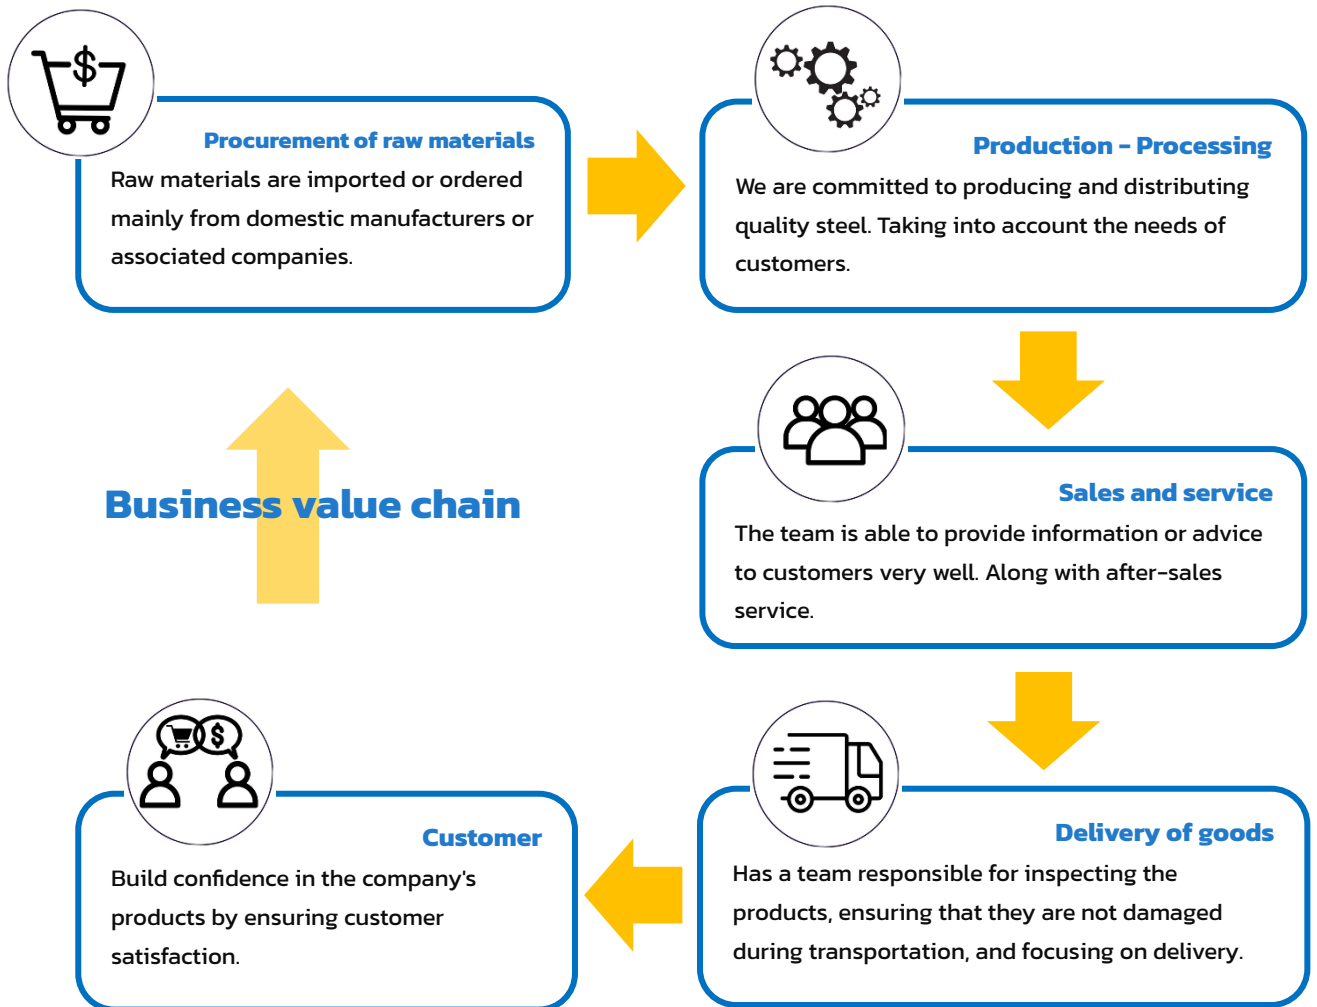 Procurement of raw materials
Raw materials are imported or ordered
mainly from domestic manufacturers or
associated companies.
Production - Processing
We are committed to producing and distributing
quality steel. Taking into account the needs of
customers.
Sales and service
The team is able to provide information or advice
to customers very well. Along with after-sales
service.
Business value chain
Delivery of goods
Has a team responsible for inspecting the
products, ensuring that they are not damaged
during transportation, and focusing on delivery.
Customer
Build confidence in the company's
products by ensuring customer
satisfaction.